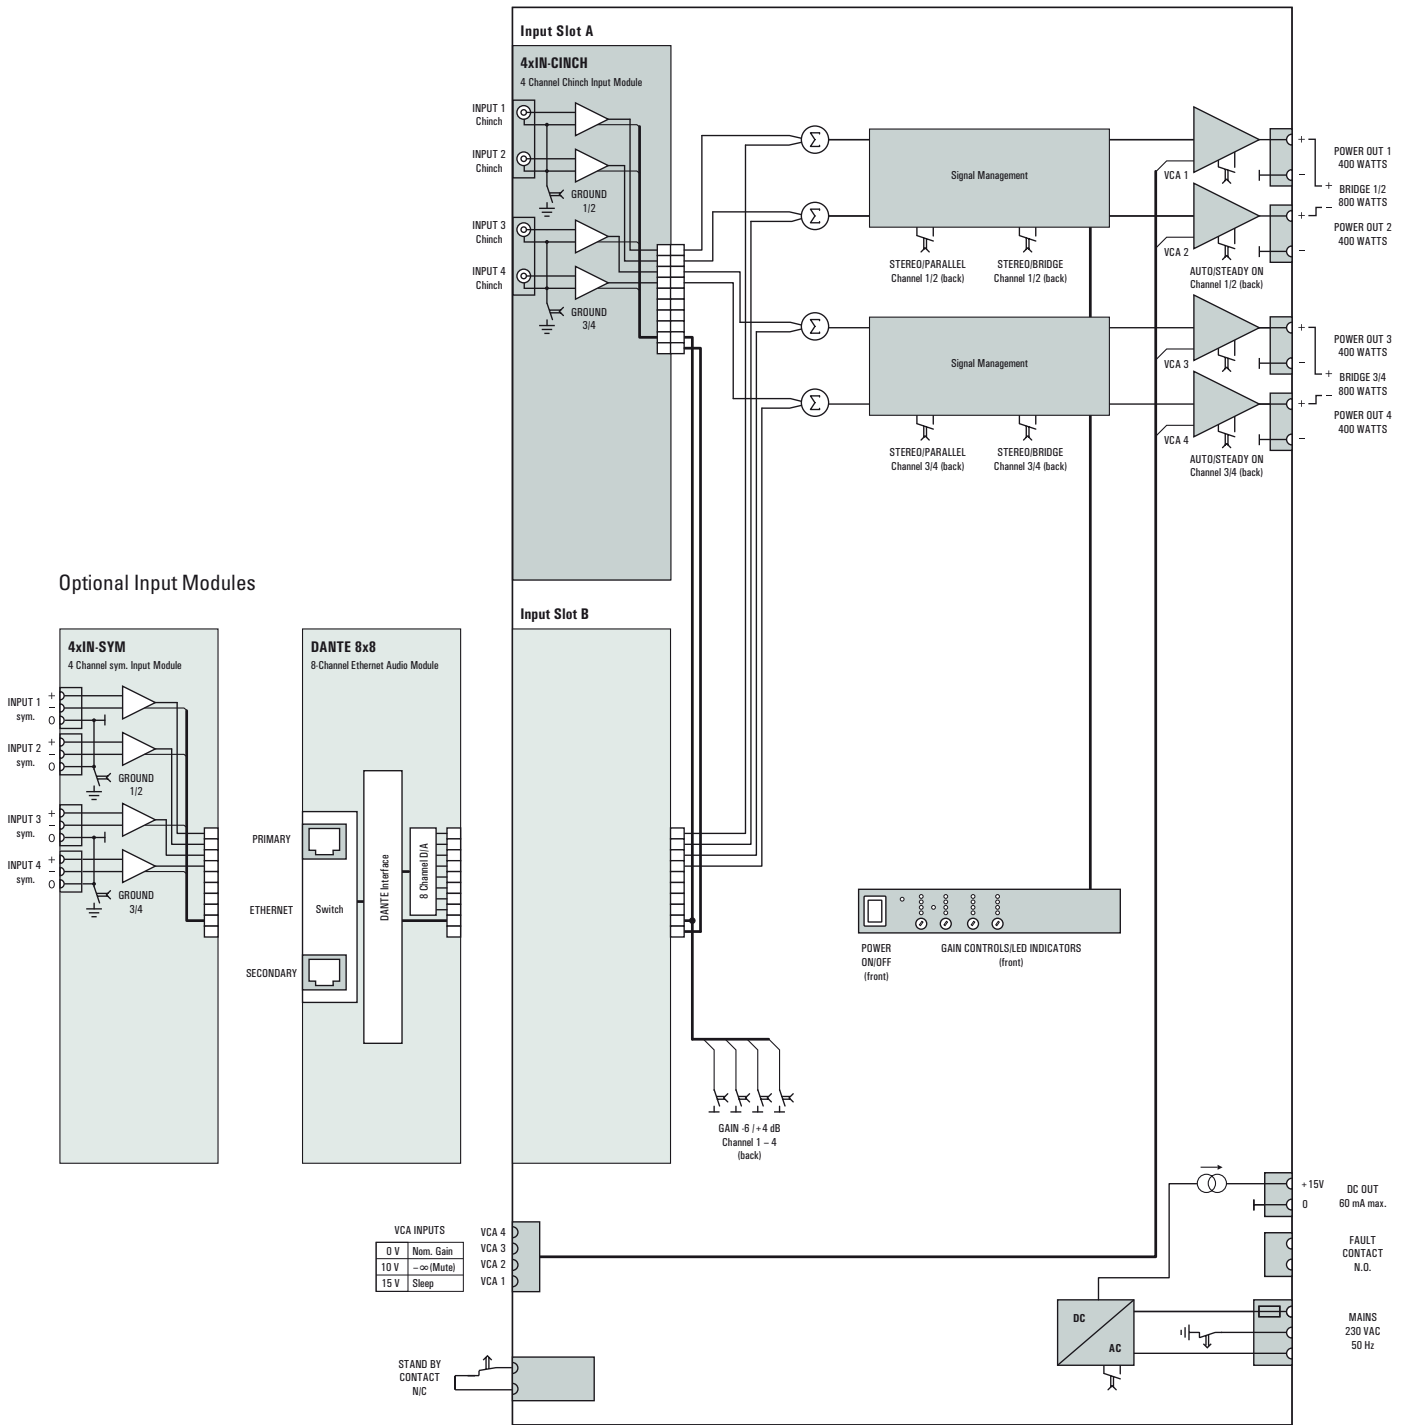 Input Slot A
4xIN-CINCH
4 Channel Chinch Input Module
INPUT 1
Chinch
INPUT 2
Chinch
GROUND
1/2
INPUT 3
Chinch
INPUT 4
Chinch
GROUND
3/4
Σ
Σ
Σ
Σ
Signal Management
STEREO/PARALLEL
Channel 1/2 (back)
STEREO/BRIDGE
Channel 1/2 (back)
Signal Management
STEREO/PARALLEL
Channel 3/4 (back)
STEREO/BRIDGE
Channel 3/4 (back)
VCA 1
VCA 2
AUTO/STEADY ON
Channel 1/2 (back)
VCA 3
VCA 4
AUTO/STEADY ON
Channel 3/4 (back)
+
−
+
−
POWER OUT 1
400 WATTS
+ BRIDGE 1/2
− 800 WATTS
POWER OUT 2
400 WATTS
+
−
+
−
POWER OUT 3
400 WATTS
+ BRIDGE 3/4
− 800 WATTS
POWER OUT 4
400 WATTS
Optional Input Modules
4xIN-SYM
4 Channel sym. Input Module
INPUT 1
sym.
+
−
0
INPUT 2
sym.
+
−
0
GROUND
1/2
INPUT 3
sym.
+
−
0
INPUT 4
sym.
+
−
0
GROUND
3/4
DANTE 8x8
8-Channel Ethernet Audio Module
PRIMARY
ETHERNET
SECONDARY
Switch
DANTE Interface
8 Channel D/A
Input Slot B
POWER
ON/OFF
(front)
GAIN CONTROLS/LED INDICATORS
(front)
GAIN -6 / +4 dB
Channel 1 – 4
(back)
VCA INPUTS
0 V Nom. Gain
10 V −∞ (Mute)
15 V Sleep
VCA 4
VCA 3
VCA 2
VCA 1
STAND BY
CONTACT
N/C
+15V
0
DC OUT
60 mA max.
FAULT
CONTACT
N.O.
DC
AC
MAINS
230 VAC
50 Hz